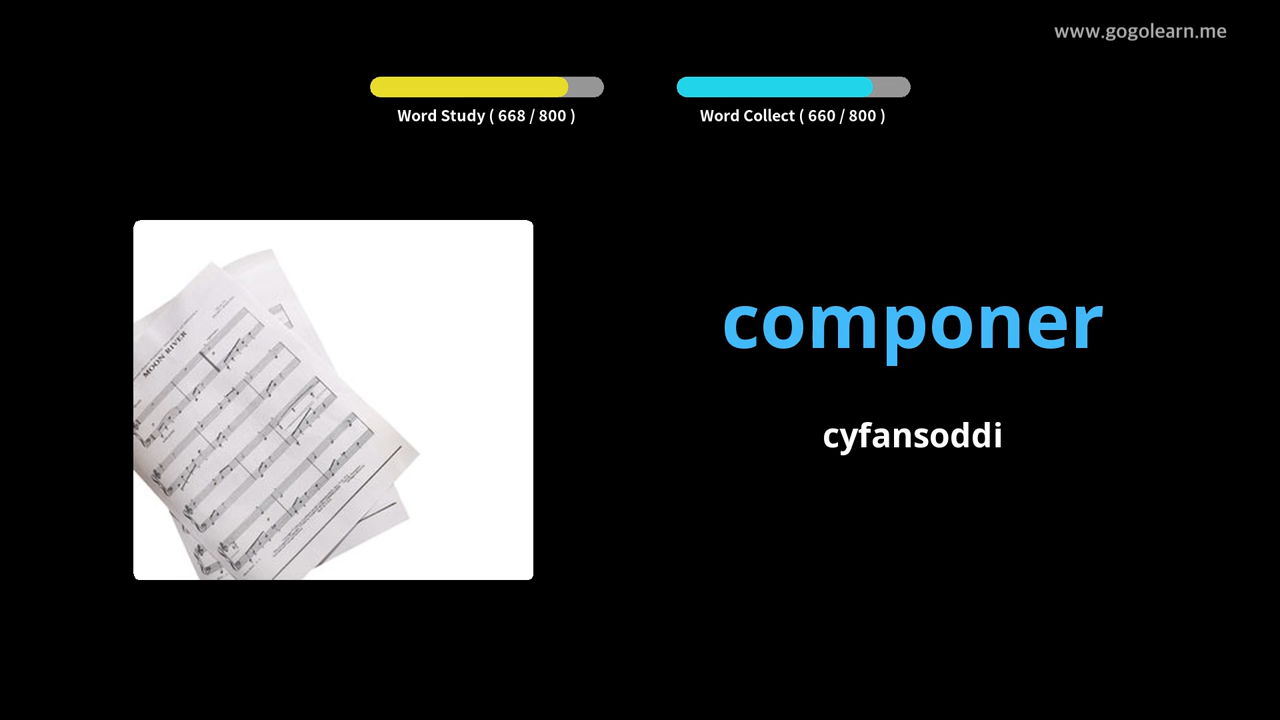 www.gogolearn.me
Word Study ( 668 / 800 )
Word Collect ( 660 / 800 )
MOON RIVER
componer
cyfansoddi